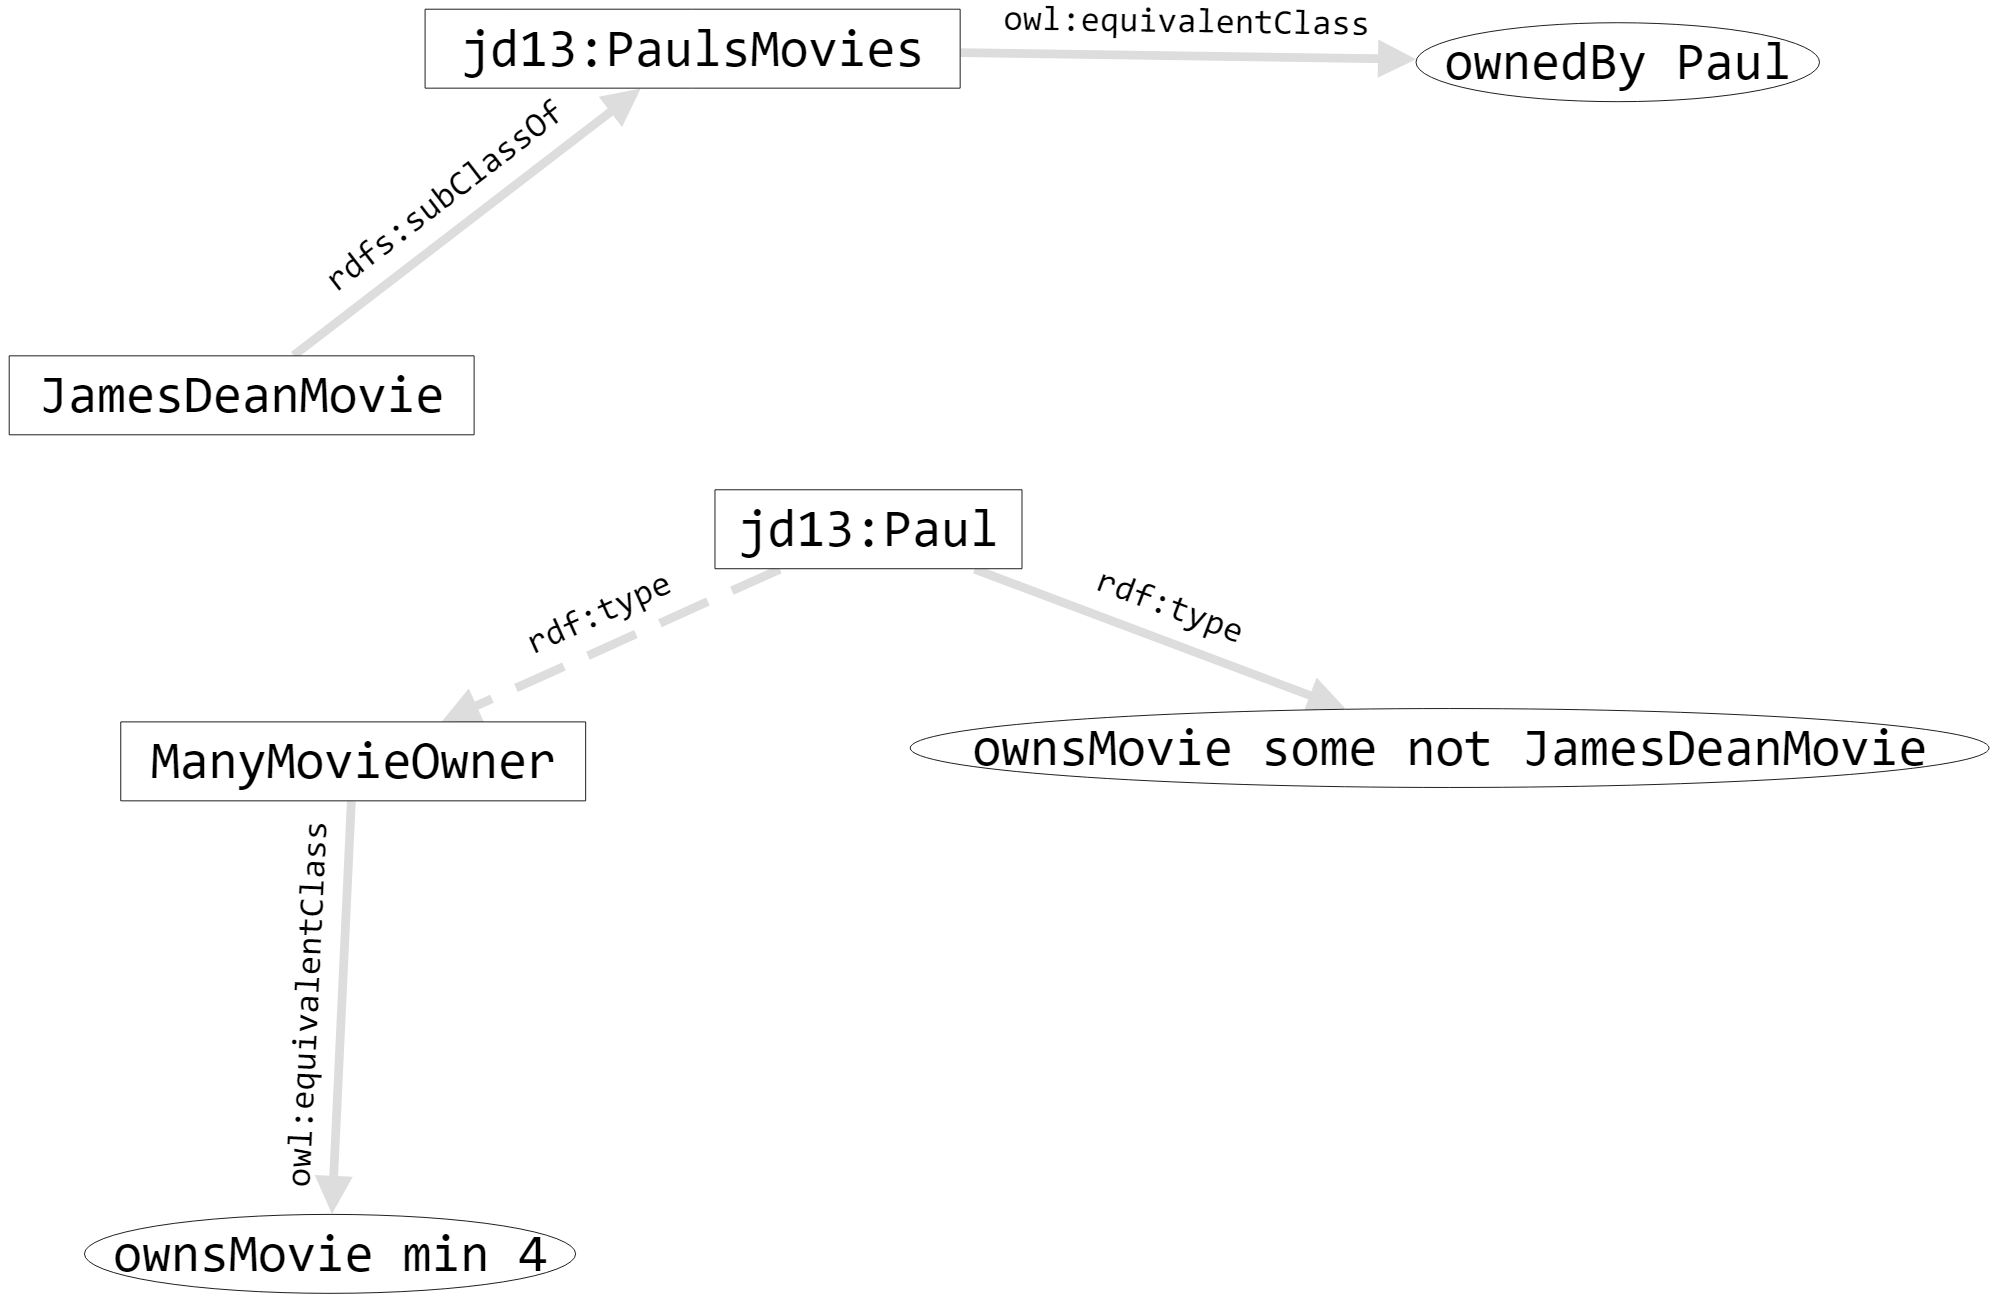 owl:equivalentClass
jd13:PaulsMovies
ownedBy Paul
rdfs:subClassOf
JamesDeanMovie
jd13:Paul
rdf:type
rdf:type
ManyMovieOwner
ownsMovie some not JamesDeanMovie
owl:equivalentClass
ownsMovie min 4